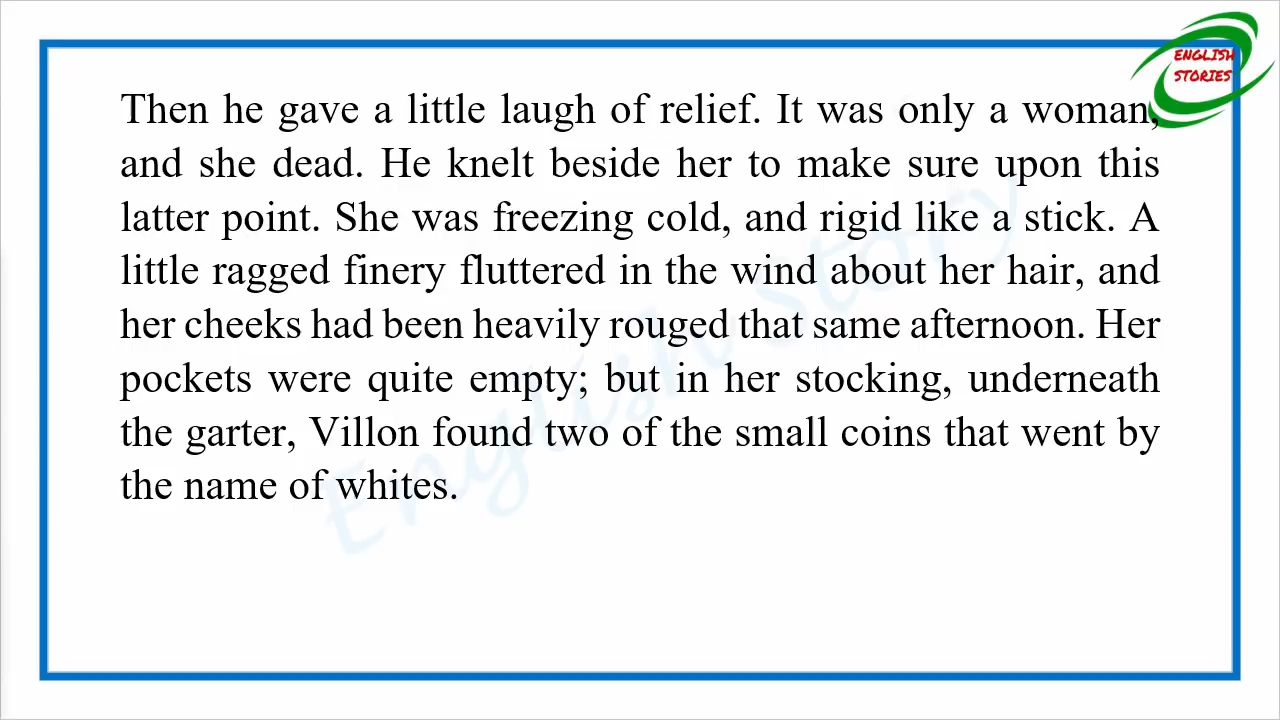 ENGLISH
STORIES
Then he gave a little laugh of relief. It was only a woman,
and she dead. He knelt beside her to make sure upon this
latter point. She was freezing cold, and rigid like a stick. A
little ragged finery fluttered in the wind about her hair, and
her cheeks had been heavily rouged that same afternoon. Her
pockets were quite empty; but in her stocking, underneath
the garter, Villon found two of the small coins that went by
the name of whites.
English Story